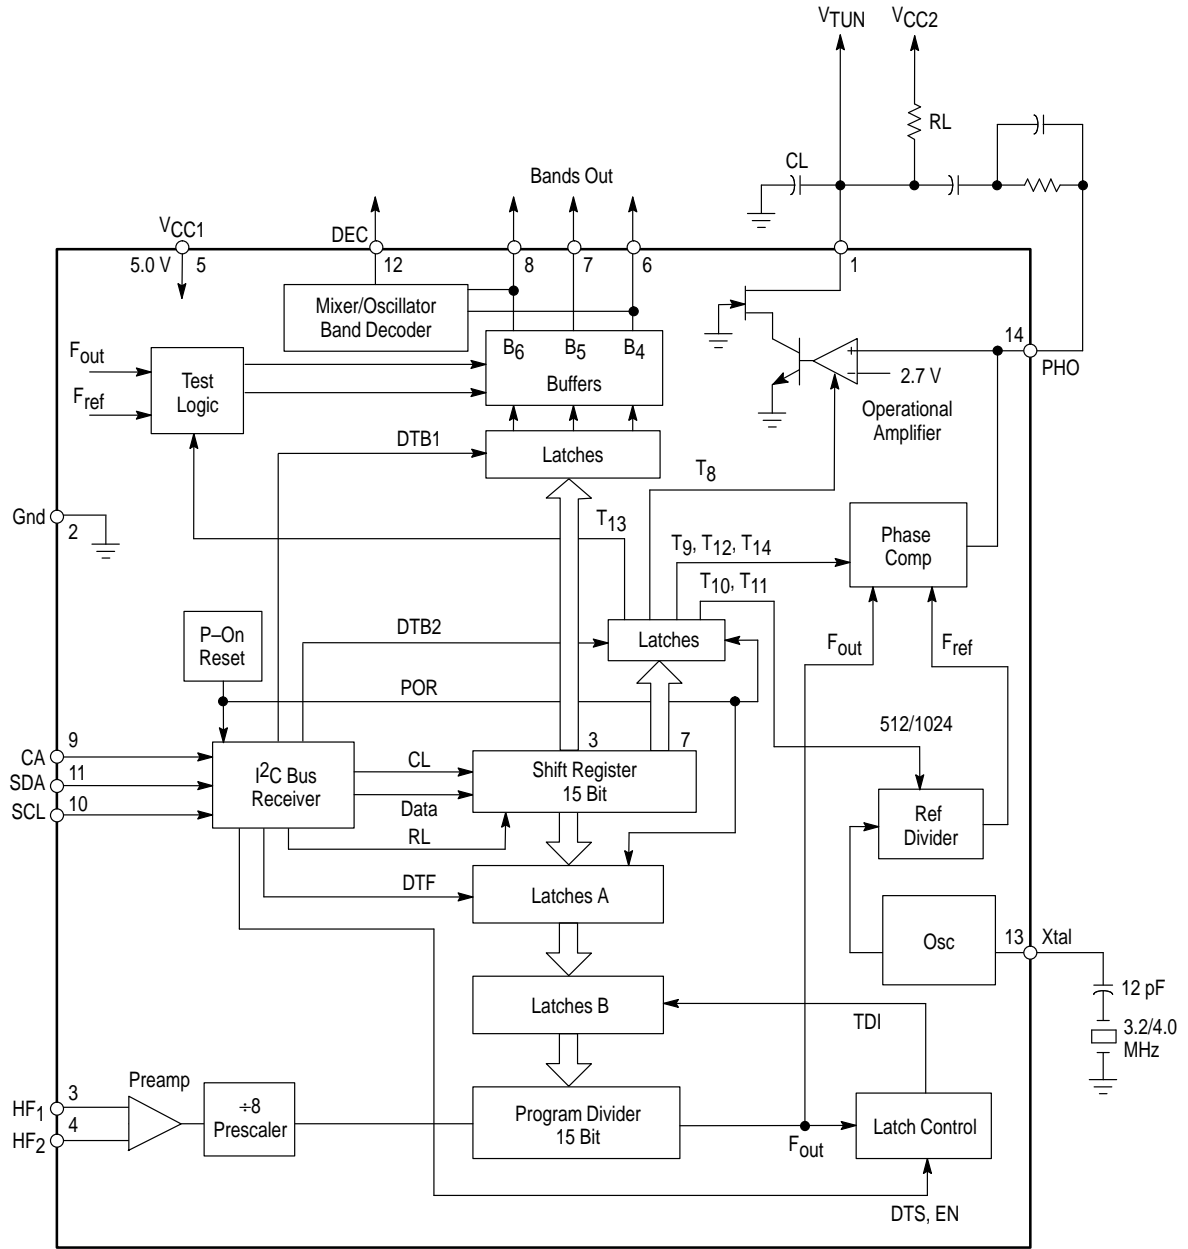 VTUN VCC2
RL
CL
Bands Out
VCC1
DEC
5.0 V 5 12 8 7 6 1
Mixer/Oscillator
Band Decoder
B6 B5 B4
Buffers
Fout
Fref
Test
Logic
14
PHO
+
–
2.7 V
Operational
Amplifier
DTB1
Latches
T8
Gnd
2
T13
T9, T12, T14
Phase
Comp
T10, T11
P–On
Reset
DTB2
Latches
Fout Fref
POR
512/1024
CA 9
SDA 11
SCL 10
I2C Bus
Receiver
CL
Data
RL
3 7
Shift Register
15 Bit
Ref
Divider
DTF
Latches A
Osc
13 Xtal
12 pF
Latches B
TDI
3.2/4.0
MHz
Preamp
HF1 3
HF2 4
÷8
Prescaler
Program Divider
15 Bit
Fout
Latch Control
DTS, EN